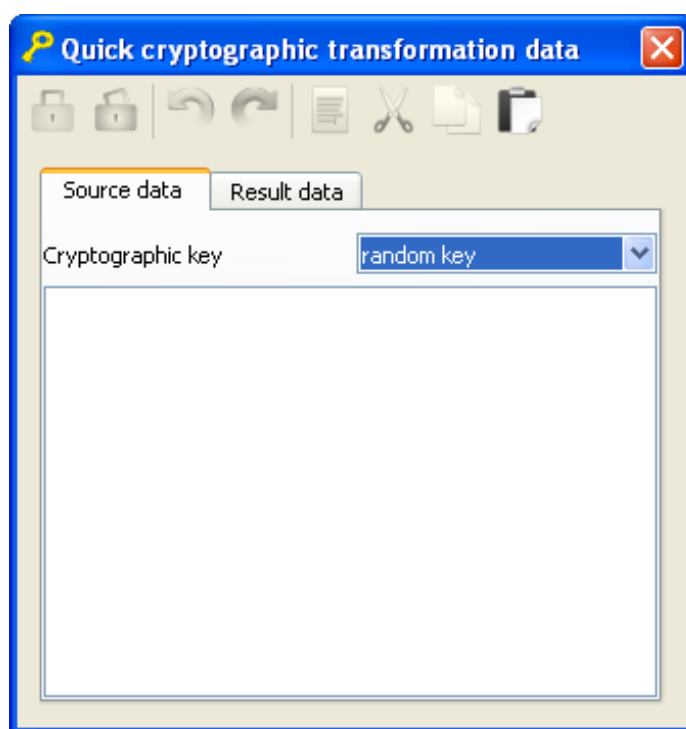 Quick cryptographic transformation data
Source data
Result data
Cryptographic key
random key